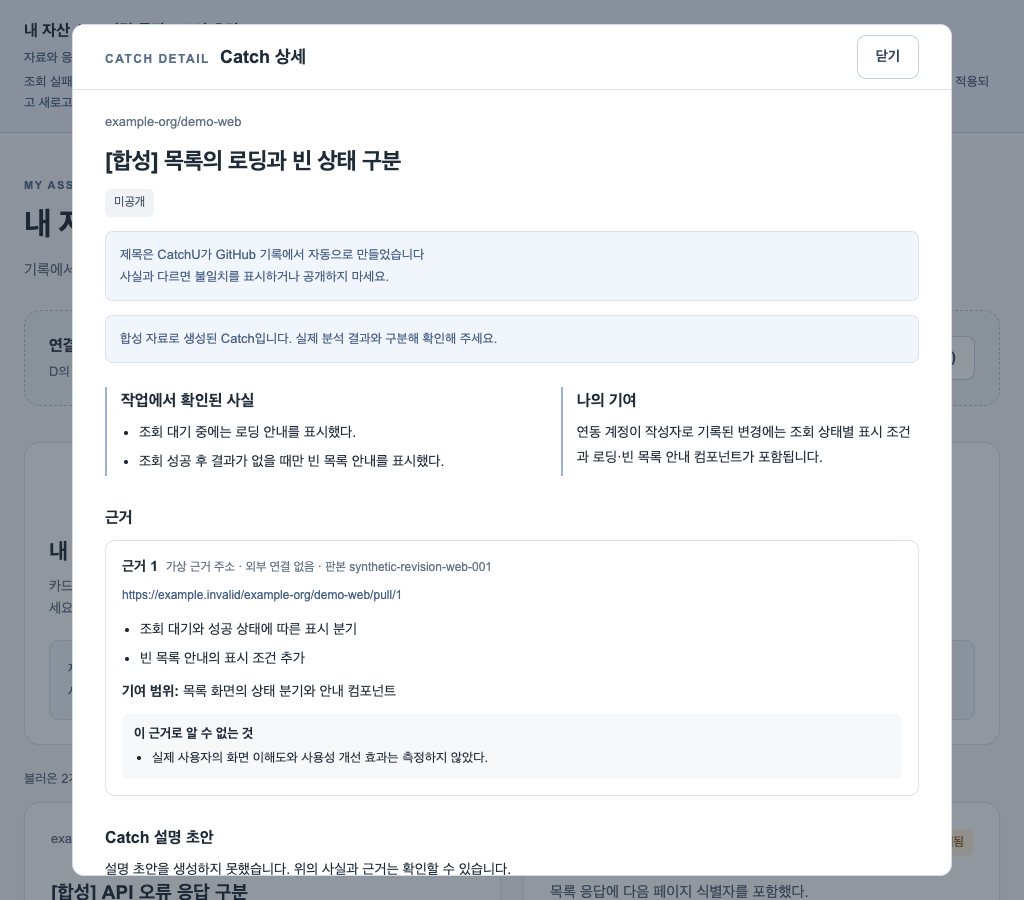 내 자산
자료와 응
조회 실패
적용되
고 새로고
CATCH DETAIL Catch 상세
닫기
MY ASS
내 자
기록에서
연결
D의
example-org/demo-web
[합성] 목록의 로딩과 빈 상태 구분
미공개
제목은 CatchU가 GitHub 기록에서 자동으로 만들었습니다
사실과 다르면 불일치를 표시하거나 공개하지 마세요.
합성 자료로 생성된 Catch입니다. 실제 분석 결과와 구분해 확인해 주세요.
작업에서 확인된 사실
• 조회 대기 중에는 로딩 안내를 표시했다.
• 조회 성공 후 결과가 없을 때만 빈 목록 안내를 표시했다.
나의 기여
연동 계정이 작성자로 기록된 변경에는 조회 상태별 표시 조건
과 로딩·빈 목록 안내 컴포넌트가 포함됩니다.
근거
근거 1 가상 근거 주소 · 외부 연결 없음 · 판본 synthetic-revision-web-001
https://example.invalid/example-org/demo-web/pull/1
• 조회 대기와 성공 상태에 따른 표시 분기
• 빈 목록 안내의 표시 조건 추가
기여 범위: 목록 화면의 상태 분기와 안내 컴포넌트
이 근거로 알 수 없는 것
• 실제 사용자의 화면 이해도와 사용성 개선 효과는 측정하지 않았다.
Catch 설명 초안
설명 초안을 생성하지 못했습니다. 위의 사실과 근거는 확인할 수 있습니다.
내
카드
세요
불러온 2
exa
[합성] API 오류 응답 구분
목록 응답에 다음 페이지 식별자를 포함했다.